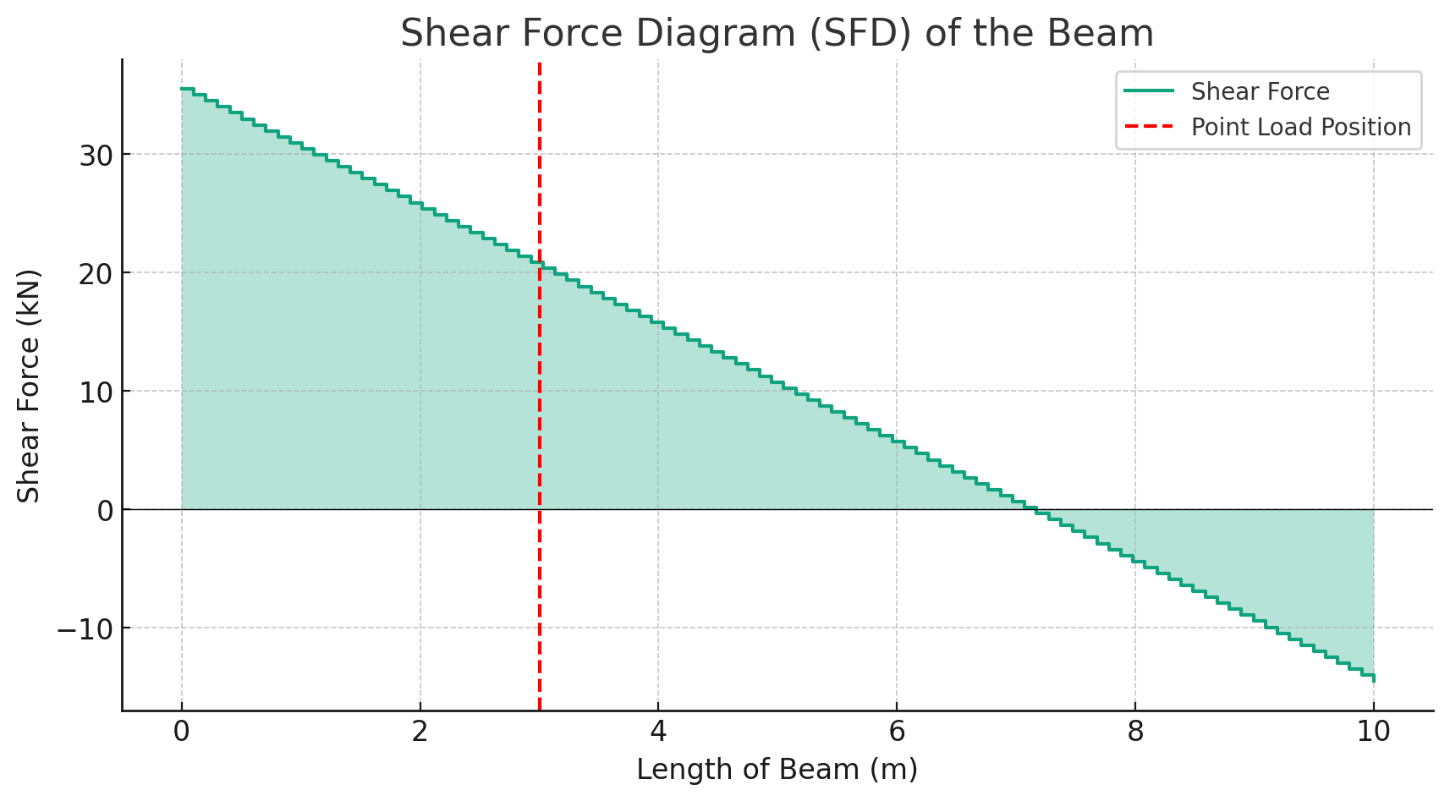 Shear Force Diagram (SFD) of the Beam
Shear Force
Point Load Position
Shear Force (kN)
30
20
10
0
−10
0 2 4 6 8 10
Length of Beam (m)